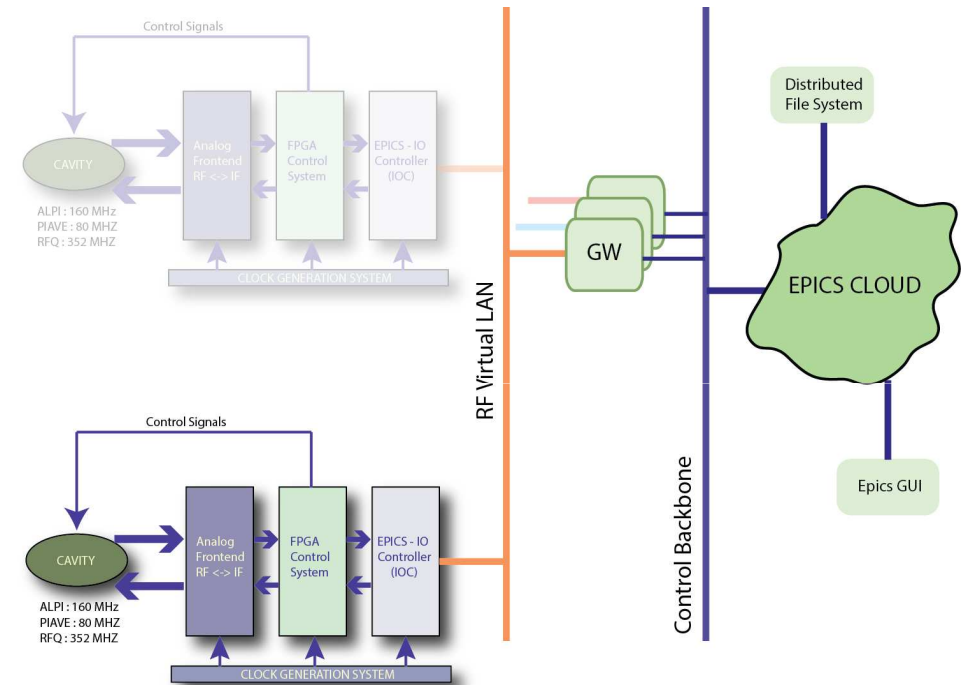 Control Signals
CAVITY
ALPI : 160 MHz
PIAVE : 80 MHz
RFQ : 352 MHZ
Analog
Frontend
RF <-> IF
FPGA
Control
System
EPICS - IO
Controller
(IOC)
CLOCK GENERATION SYSTEM
RF Virtual LAN
GW
Control Backbone
Distributed
File System
EPICS CLOUD
Epics GUI
Control Signals
CAVITY
ALPI : 160 MHz
PIAVE : 80 MHz
RFQ : 352 MHZ
Analog
Frontend
RF <-> IF
FPGA
Control
System
EPICS - IO
Controller
(IOC)
CLOCK GENERATION SYSTEM